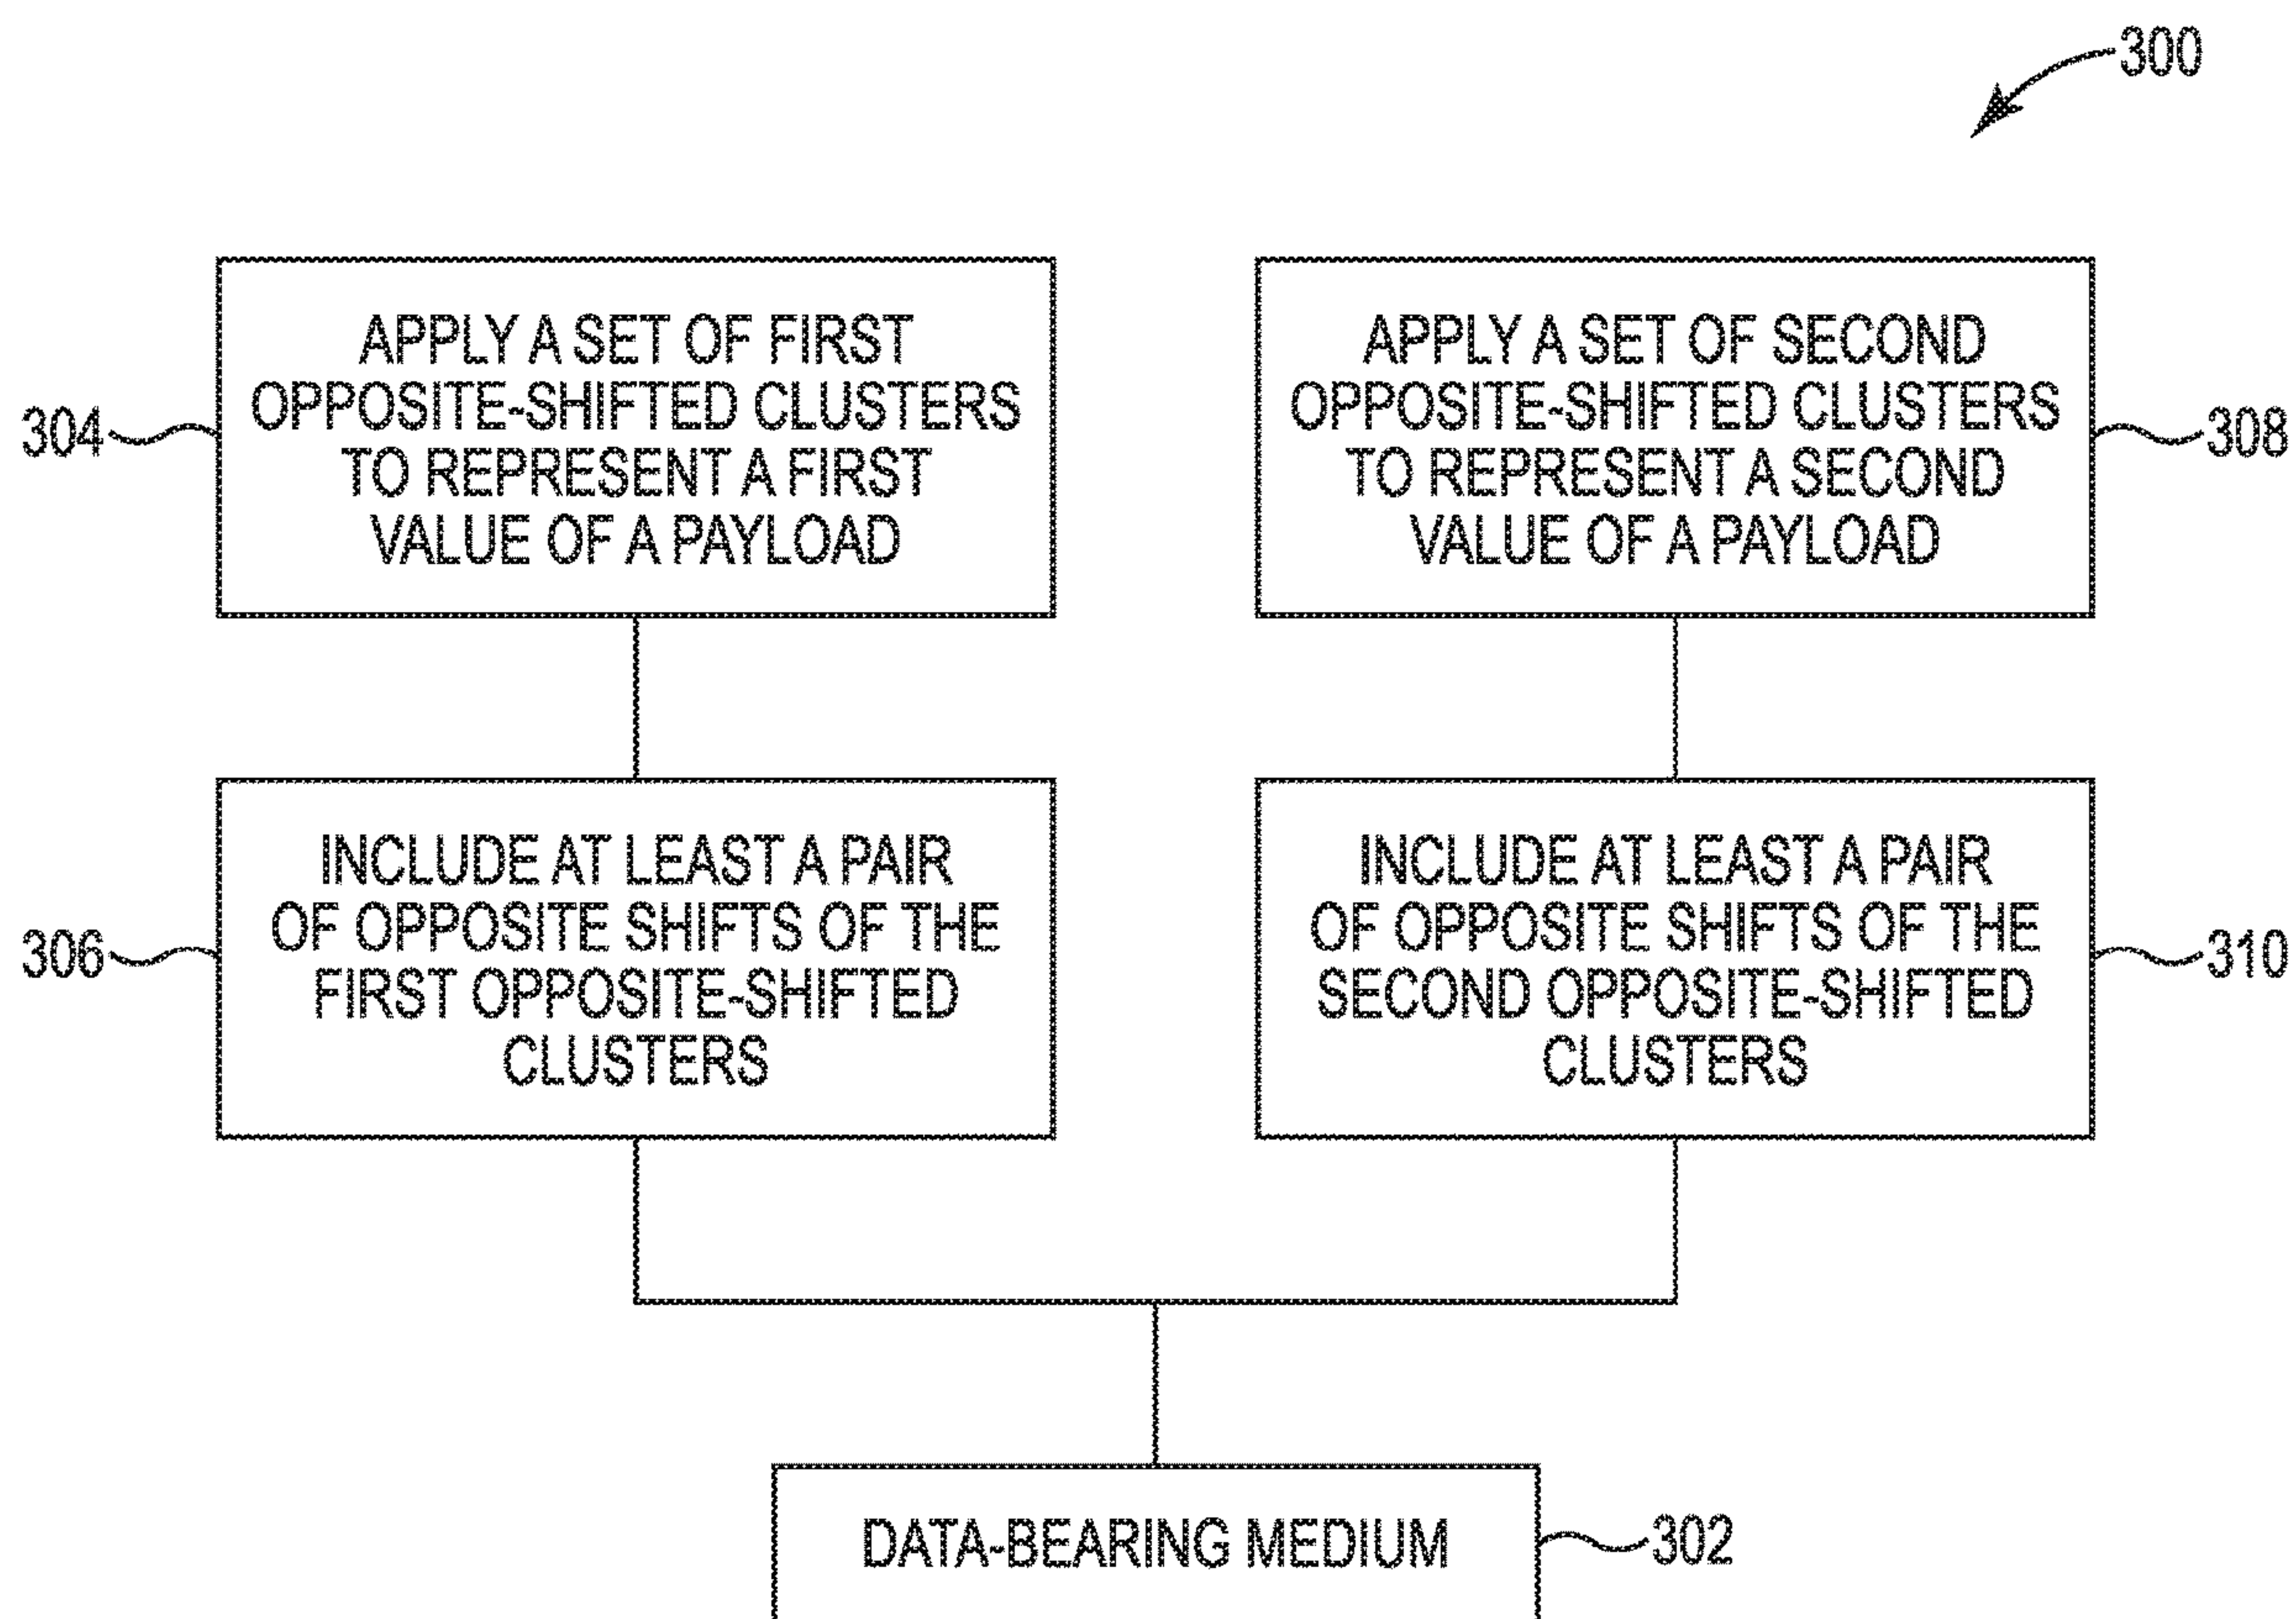 300
APPLY A SET OF FIRST
OPPOSITE-SHIFTED CLUSTERS
TO REPRESENT A FIRST
VALUE OF A PAYLOAD
304
APPLY A SET OF SECOND
OPPOSITE-SHIFTED CLUSTERS
TO REPRESENT A SECOND
VALUE OF A PAYLOAD
308
INCLUDE AT LEAST A PAIR
OF OPPOSITE SHIFTS OF THE
FIRST OPPOSITE-SHIFTED
CLUSTERS
306
INCLUDE AT LEAST A PAIR
OF OPPOSITE SHIFTS OF THE
SECOND OPPOSITE-SHIFTED
CLUSTERS
310
DATA-BEARING MEDIUM
302